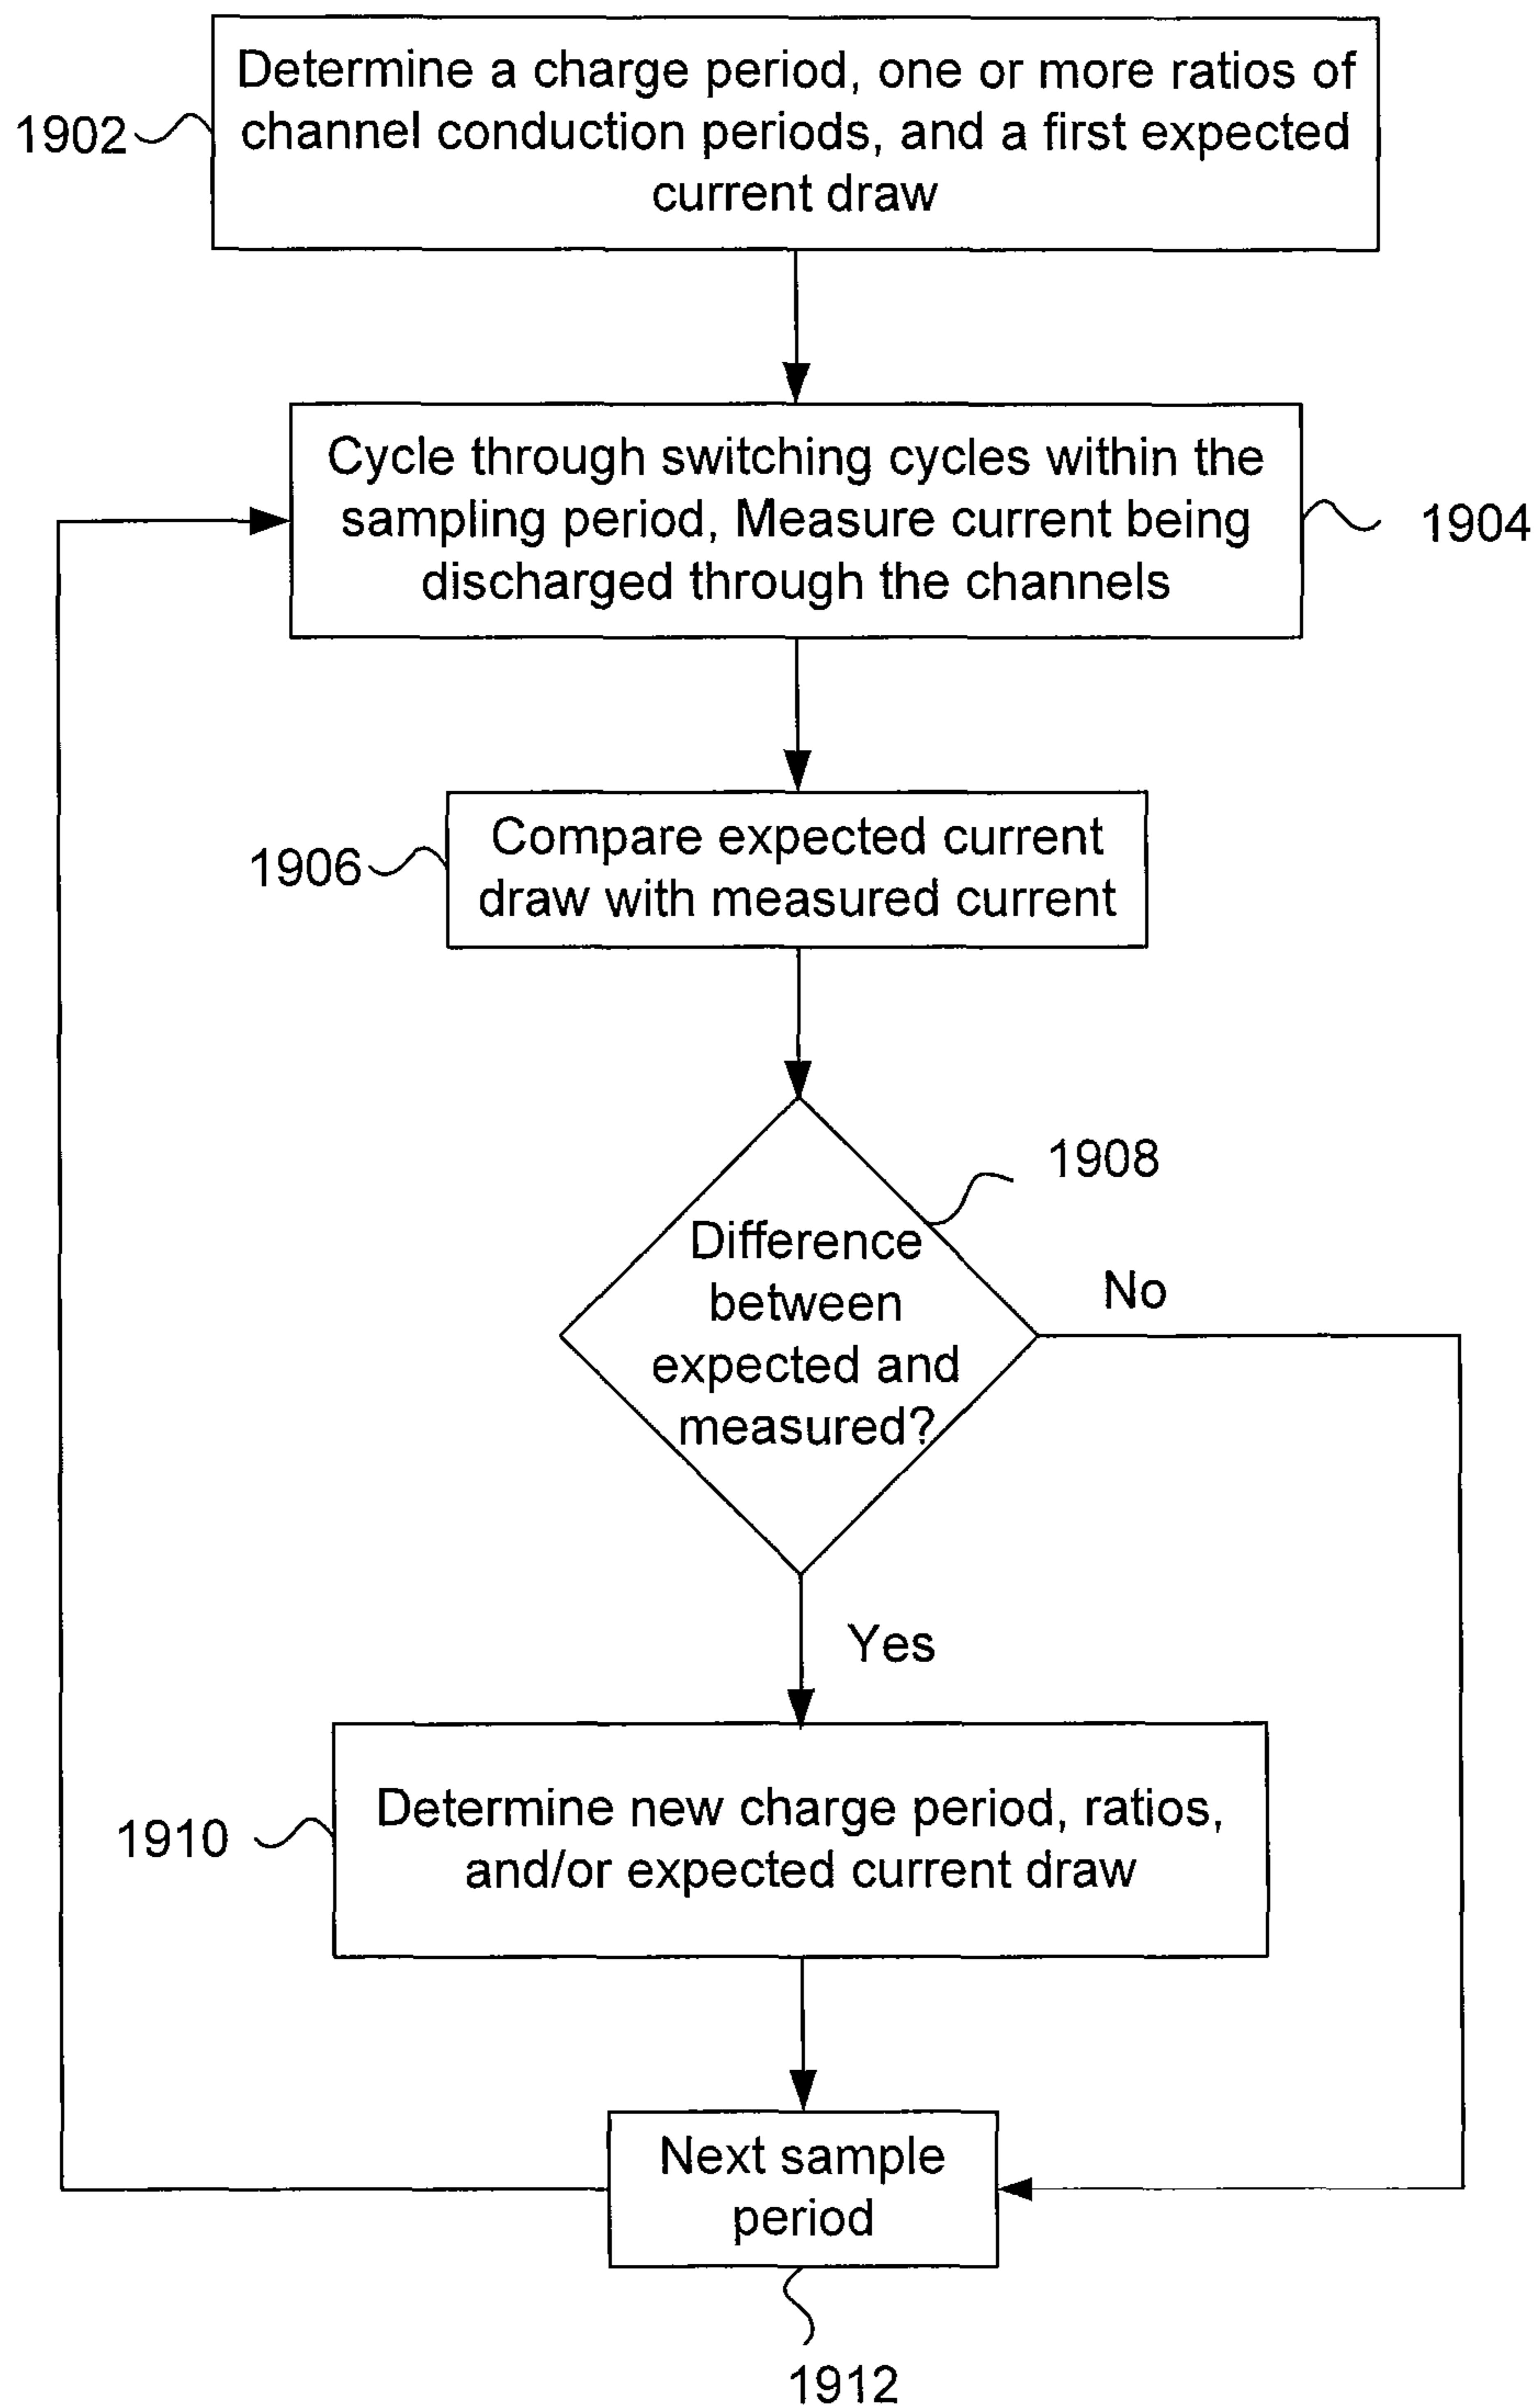 Determine a charge period, one or more ratios of
channel conduction periods, and a first expected
current draw
1902
Cycle through switching cycles within the
sampling period, Measure current being
discharged through the channels
1904
Compare expected current
draw with measured current
1906
1908
Difference
between
expected and
measured?
No
Yes
Determine new charge period, ratios,
and/or expected current draw
1910
Next sample
period
1912